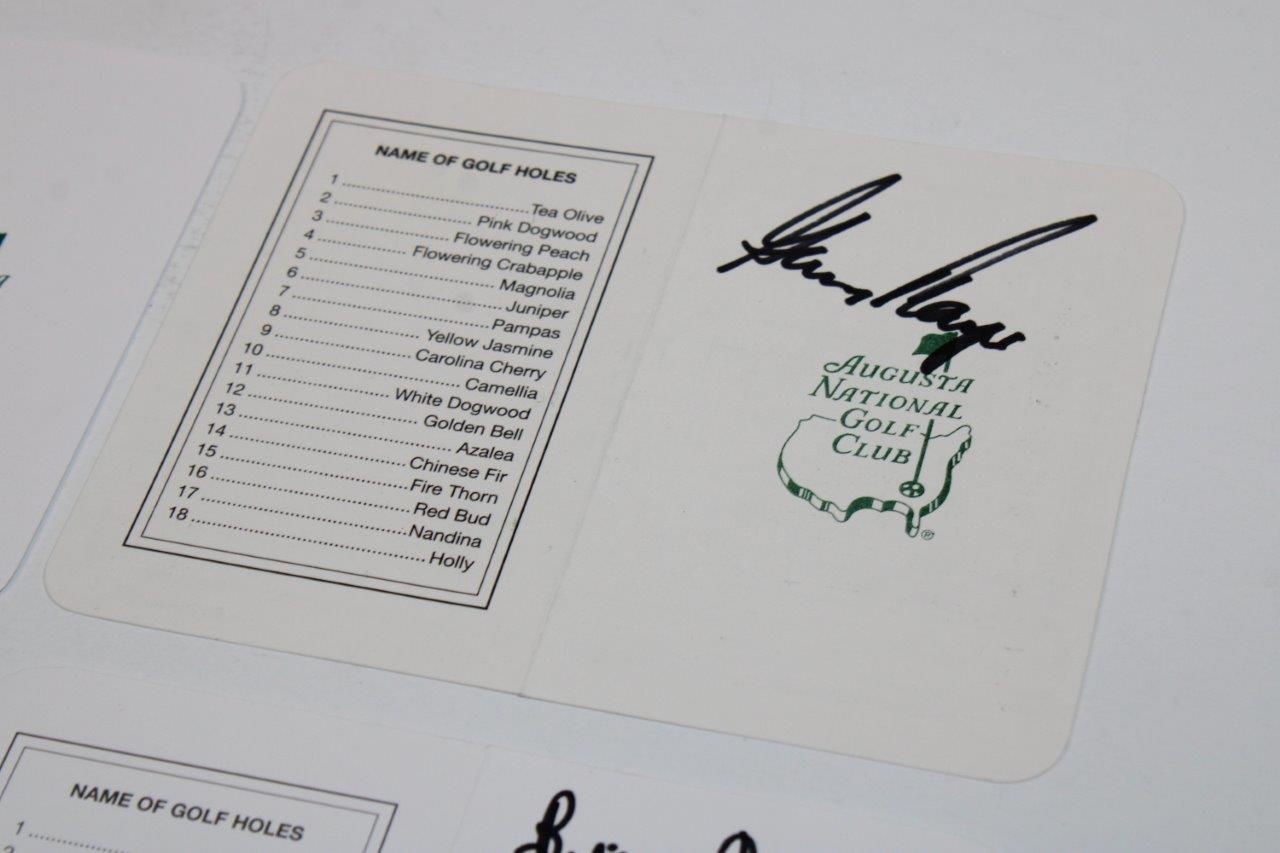 NAME OF GOLF HOLES
1 ........ Tea Olive
2 ........ Pink Dogwood
3 ........ Flowering Peach
4 ........ Flowering Crabapple
5 ........ Magnolia
6 ........ Juniper
7 ........ Pampas
8 ........ Yellow Jasmine
9 ........ Carolina Cherry
10 ........ Camellia
11 ........ White Dogwood
12 ........ Golden Bell
13 ........ Azalea
14 ........ Chinese Fir
15 ........ Fire Thorn
16 ........ Red Bud
17 ........ Nandina
18 ........ Holly
Gary Player
AUGUSTA
NATIONAL
GOLF
CLUB
®
NAME OF GOLF HOLES
1
2